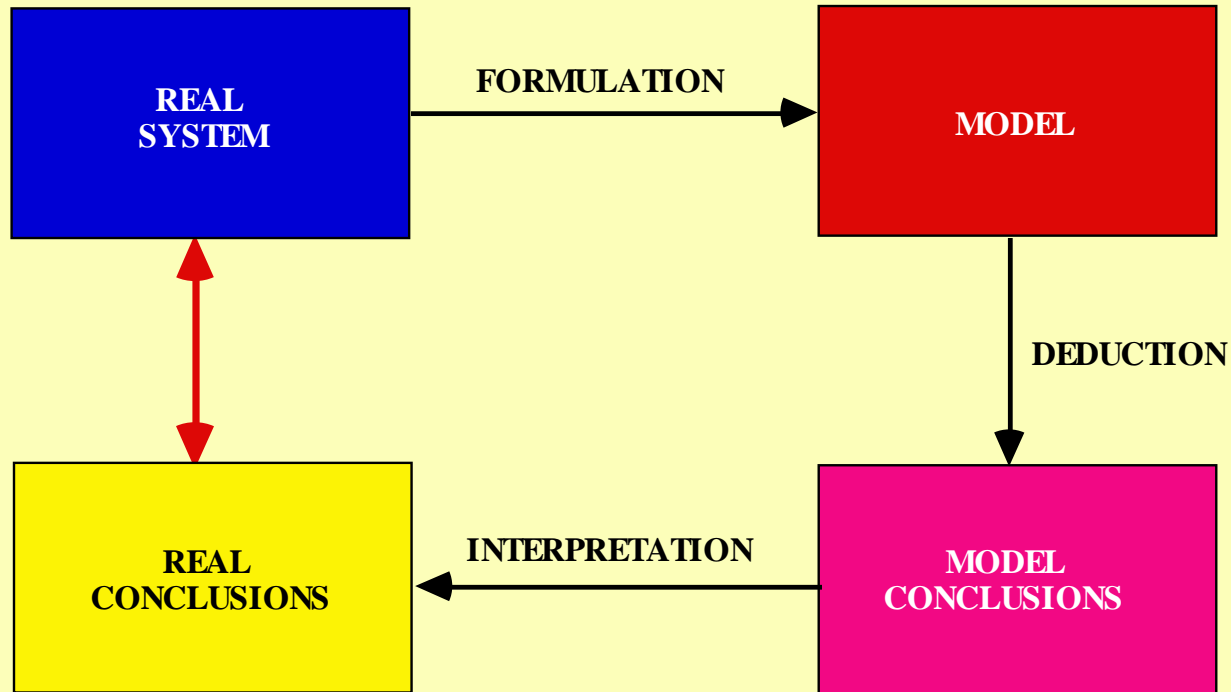 REAL
SYSTEM
FORMULATION
MODEL
DEDUCTION
REAL
CONCLUSIONS
INTERPRETATION
MODEL
CONCLUSIONS